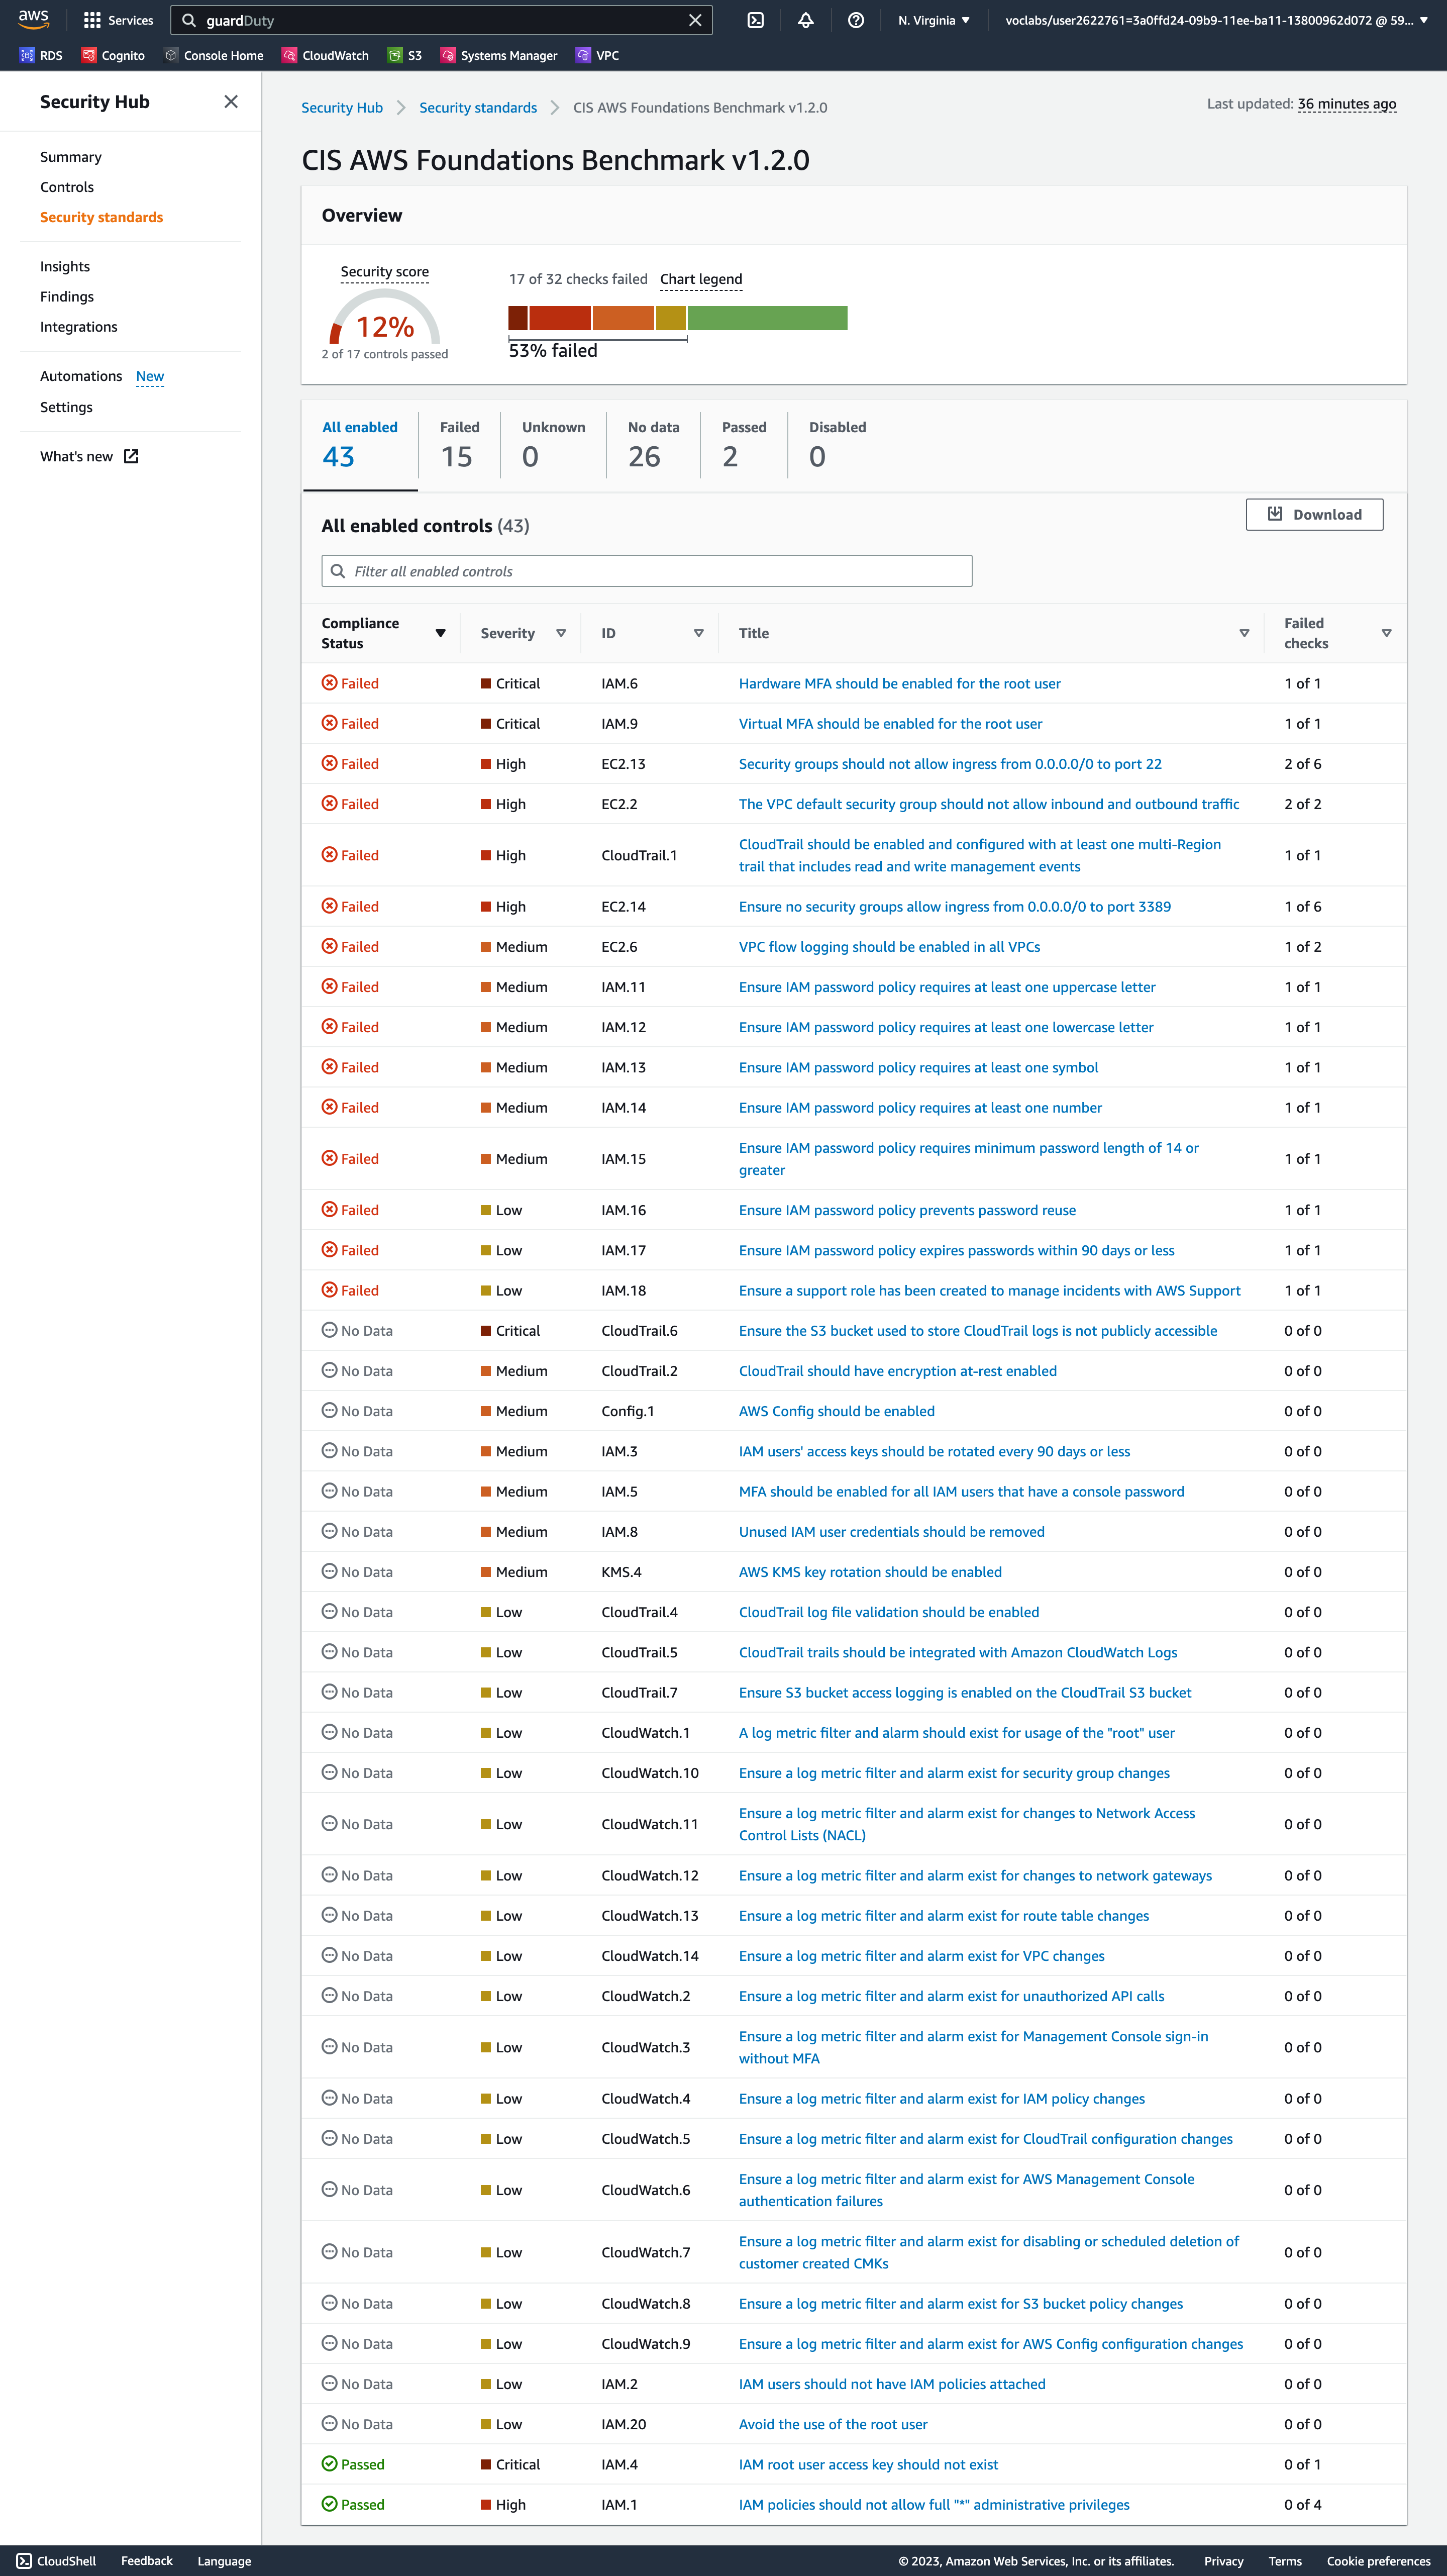 aws Services guardDuty N. Virginia ▼ voclabs/user2622761=3a0ffd24-09b9-11ee-ba11-13800962d072 @ 59... ▼
RDS Cognito Console Home CloudWatch S3 Systems Manager VPC
Security Hub
Summary
Controls
Security standards
Insights
Findings
Integrations
Automations New
Settings
What's new
Security Hub > Security standards > CIS AWS Foundations Benchmark v1.2.0
Last updated: 36 minutes ago
CIS AWS Foundations Benchmark v1.2.0
Overview
Security score
12%
2 of 17 controls passed
17 of 32 checks failed Chart legend
53% failed
All enabled Failed Unknown No data Passed Disabled
43 15 0 26 2 0
All enabled controls (43)
Download
Filter all enabled controls
Compliance Status Severity ID Title Failed checks
Failed Critical IAM.6 Hardware MFA should be enabled for the root user 1 of 1
Failed Critical IAM.9 Virtual MFA should be enabled for the root user 1 of 1
Failed High EC2.13 Security groups should not allow ingress from 0.0.0.0/0 to port 22 2 of 6
Failed High EC2.2 The VPC default security group should not allow inbound and outbound traffic 2 of 2
Failed High CloudTrail.1 CloudTrail should be enabled and configured with at least one multi-Region trail that includes read and write management events 1 of 1
Failed High EC2.14 Ensure no security groups allow ingress from 0.0.0.0/0 to port 3389 1 of 6
Failed Medium EC2.6 VPC flow logging should be enabled in all VPCs 1 of 2
Failed Medium IAM.11 Ensure IAM password policy requires at least one uppercase letter 1 of 1
Failed Medium IAM.12 Ensure IAM password policy requires at least one lowercase letter 1 of 1
Failed Medium IAM.13 Ensure IAM password policy requires at least one symbol 1 of 1
Failed Medium IAM.14 Ensure IAM password policy requires at least one number 1 of 1
Failed Medium IAM.15 Ensure IAM password policy requires minimum password length of 14 or greater 1 of 1
Failed Low IAM.16 Ensure IAM password policy prevents password reuse 1 of 1
Failed Low IAM.17 Ensure IAM password policy expires passwords within 90 days or less 1 of 1
Failed Low IAM.18 Ensure a support role has been created to manage incidents with AWS Support 1 of 1
No Data Critical CloudTrail.6 Ensure the S3 bucket used to store CloudTrail logs is not publicly accessible 0 of 0
No Data Medium CloudTrail.2 CloudTrail should have encryption at-rest enabled 0 of 0
No Data Medium Config.1 AWS Config should be enabled 0 of 0
No Data Medium IAM.3 IAM users' access keys should be rotated every 90 days or less 0 of 0
No Data Medium IAM.5 MFA should be enabled for all IAM users that have a console password 0 of 0
No Data Medium IAM.8 Unused IAM user credentials should be removed 0 of 0
No Data Medium KMS.4 AWS KMS key rotation should be enabled 0 of 0
No Data Low CloudTrail.4 CloudTrail log file validation should be enabled 0 of 0
No Data Low CloudTrail.5 CloudTrail trails should be integrated with Amazon CloudWatch Logs 0 of 0
No Data Low CloudTrail.7 Ensure S3 bucket access logging is enabled on the CloudTrail S3 bucket 0 of 0
No Data Low CloudWatch.1 A log metric filter and alarm should exist for usage of the "root" user 0 of 0
No Data Low CloudWatch.10 Ensure a log metric filter and alarm exist for security group changes 0 of 0
No Data Low CloudWatch.11 Ensure a log metric filter and alarm exist for changes to Network Access Control Lists (NACL) 0 of 0
No Data Low CloudWatch.12 Ensure a log metric filter and alarm exist for changes to network gateways 0 of 0
No Data Low CloudWatch.13 Ensure a log metric filter and alarm exist for route table changes 0 of 0
No Data Low CloudWatch.14 Ensure a log metric filter and alarm exist for VPC changes 0 of 0
No Data Low CloudWatch.2 Ensure a log metric filter and alarm exist for unauthorized API calls 0 of 0
No Data Low CloudWatch.3 Ensure a log metric filter and alarm exist for Management Console sign-in without MFA 0 of 0
No Data Low CloudWatch.4 Ensure a log metric filter and alarm exist for IAM policy changes 0 of 0
No Data Low CloudWatch.5 Ensure a log metric filter and alarm exist for CloudTrail configuration changes 0 of 0
No Data Low CloudWatch.6 Ensure a log metric filter and alarm exist for AWS Management Console authentication failures 0 of 0
No Data Low CloudWatch.7 Ensure a log metric filter and alarm exist for disabling or scheduled deletion of customer created CMKs 0 of 0
No Data Low CloudWatch.8 Ensure a log metric filter and alarm exist for S3 bucket policy changes 0 of 0
No Data Low CloudWatch.9 Ensure a log metric filter and alarm exist for AWS Config configuration changes 0 of 0
No Data Low IAM.2 IAM users should not have IAM policies attached 0 of 0
No Data Low IAM.20 Avoid the use of the root user 0 of 0
Passed Critical IAM.4 IAM root user access key should not exist 0 of 1
Passed High IAM.1 IAM policies should not allow full "*" administrative privileges 0 of 4
CloudShell Feedback Language © 2023, Amazon Web Services, Inc. or its affiliates. Privacy Terms Cookie preferences